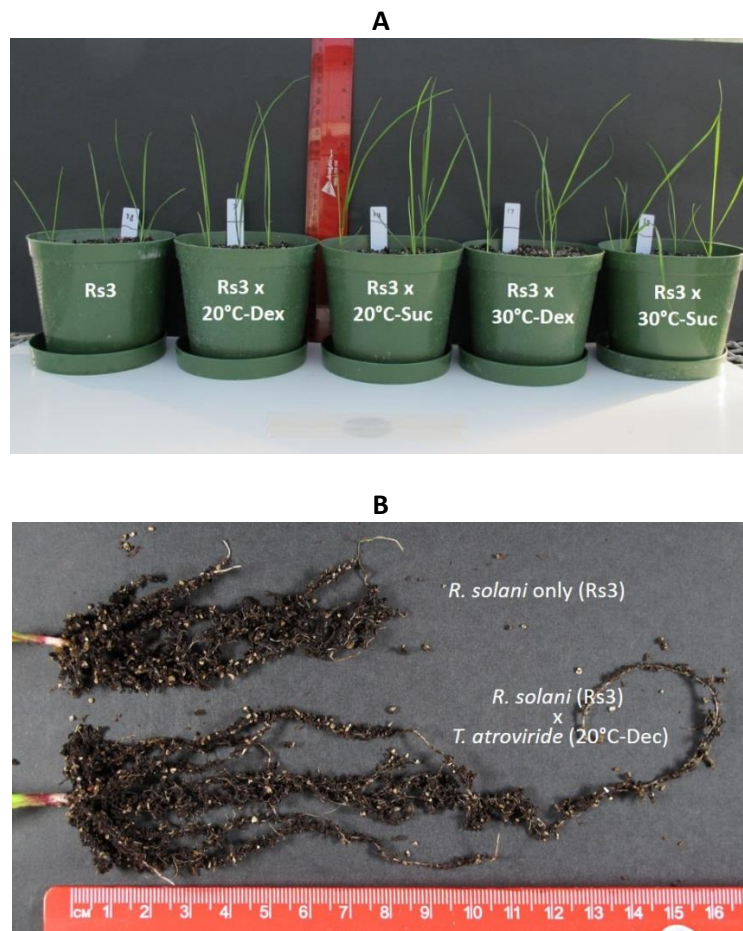 A
Rs3
Rs3 x
20°C-Dex
Rs3 x
20°C-Suc
Rs3 x
30°C-Dex
Rs3 x
30°C-Suc
B
R. solani only (Rs3)
R. solani (Rs3)
x
T. atroviride (20°C-Dec)
CM 1 2 3 4 5 6 7 8 9 10 11 12 13 14 15 16